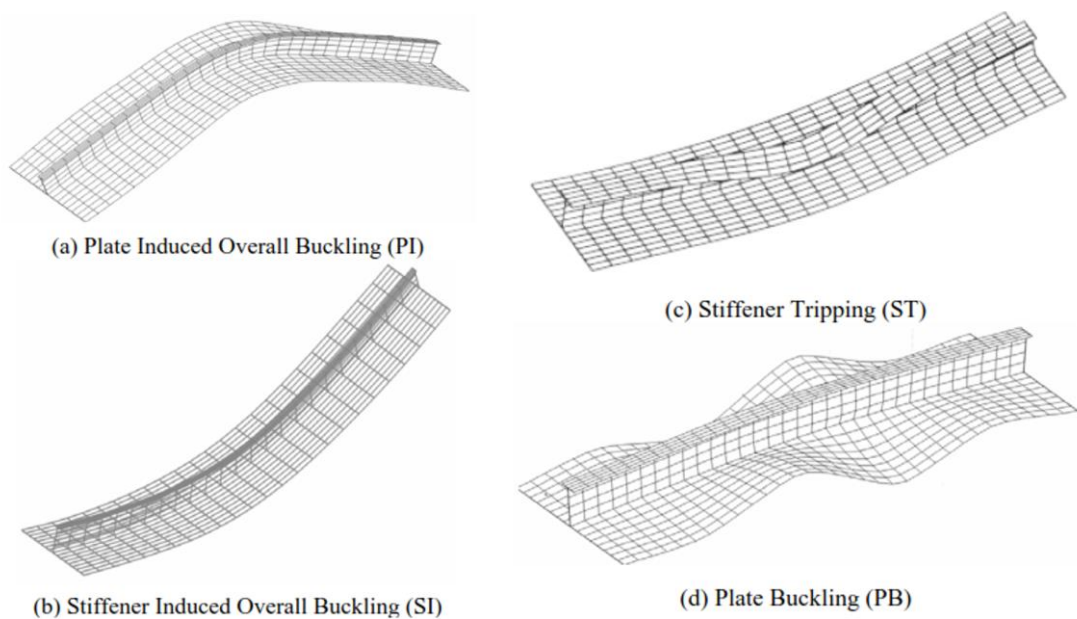 (a) Plate Induced Overall Buckling (PI)
(b) Stiffener Induced Overall Buckling (SI)
(c) Stiffener Tripping (ST)
(d) Plate Buckling (PB)